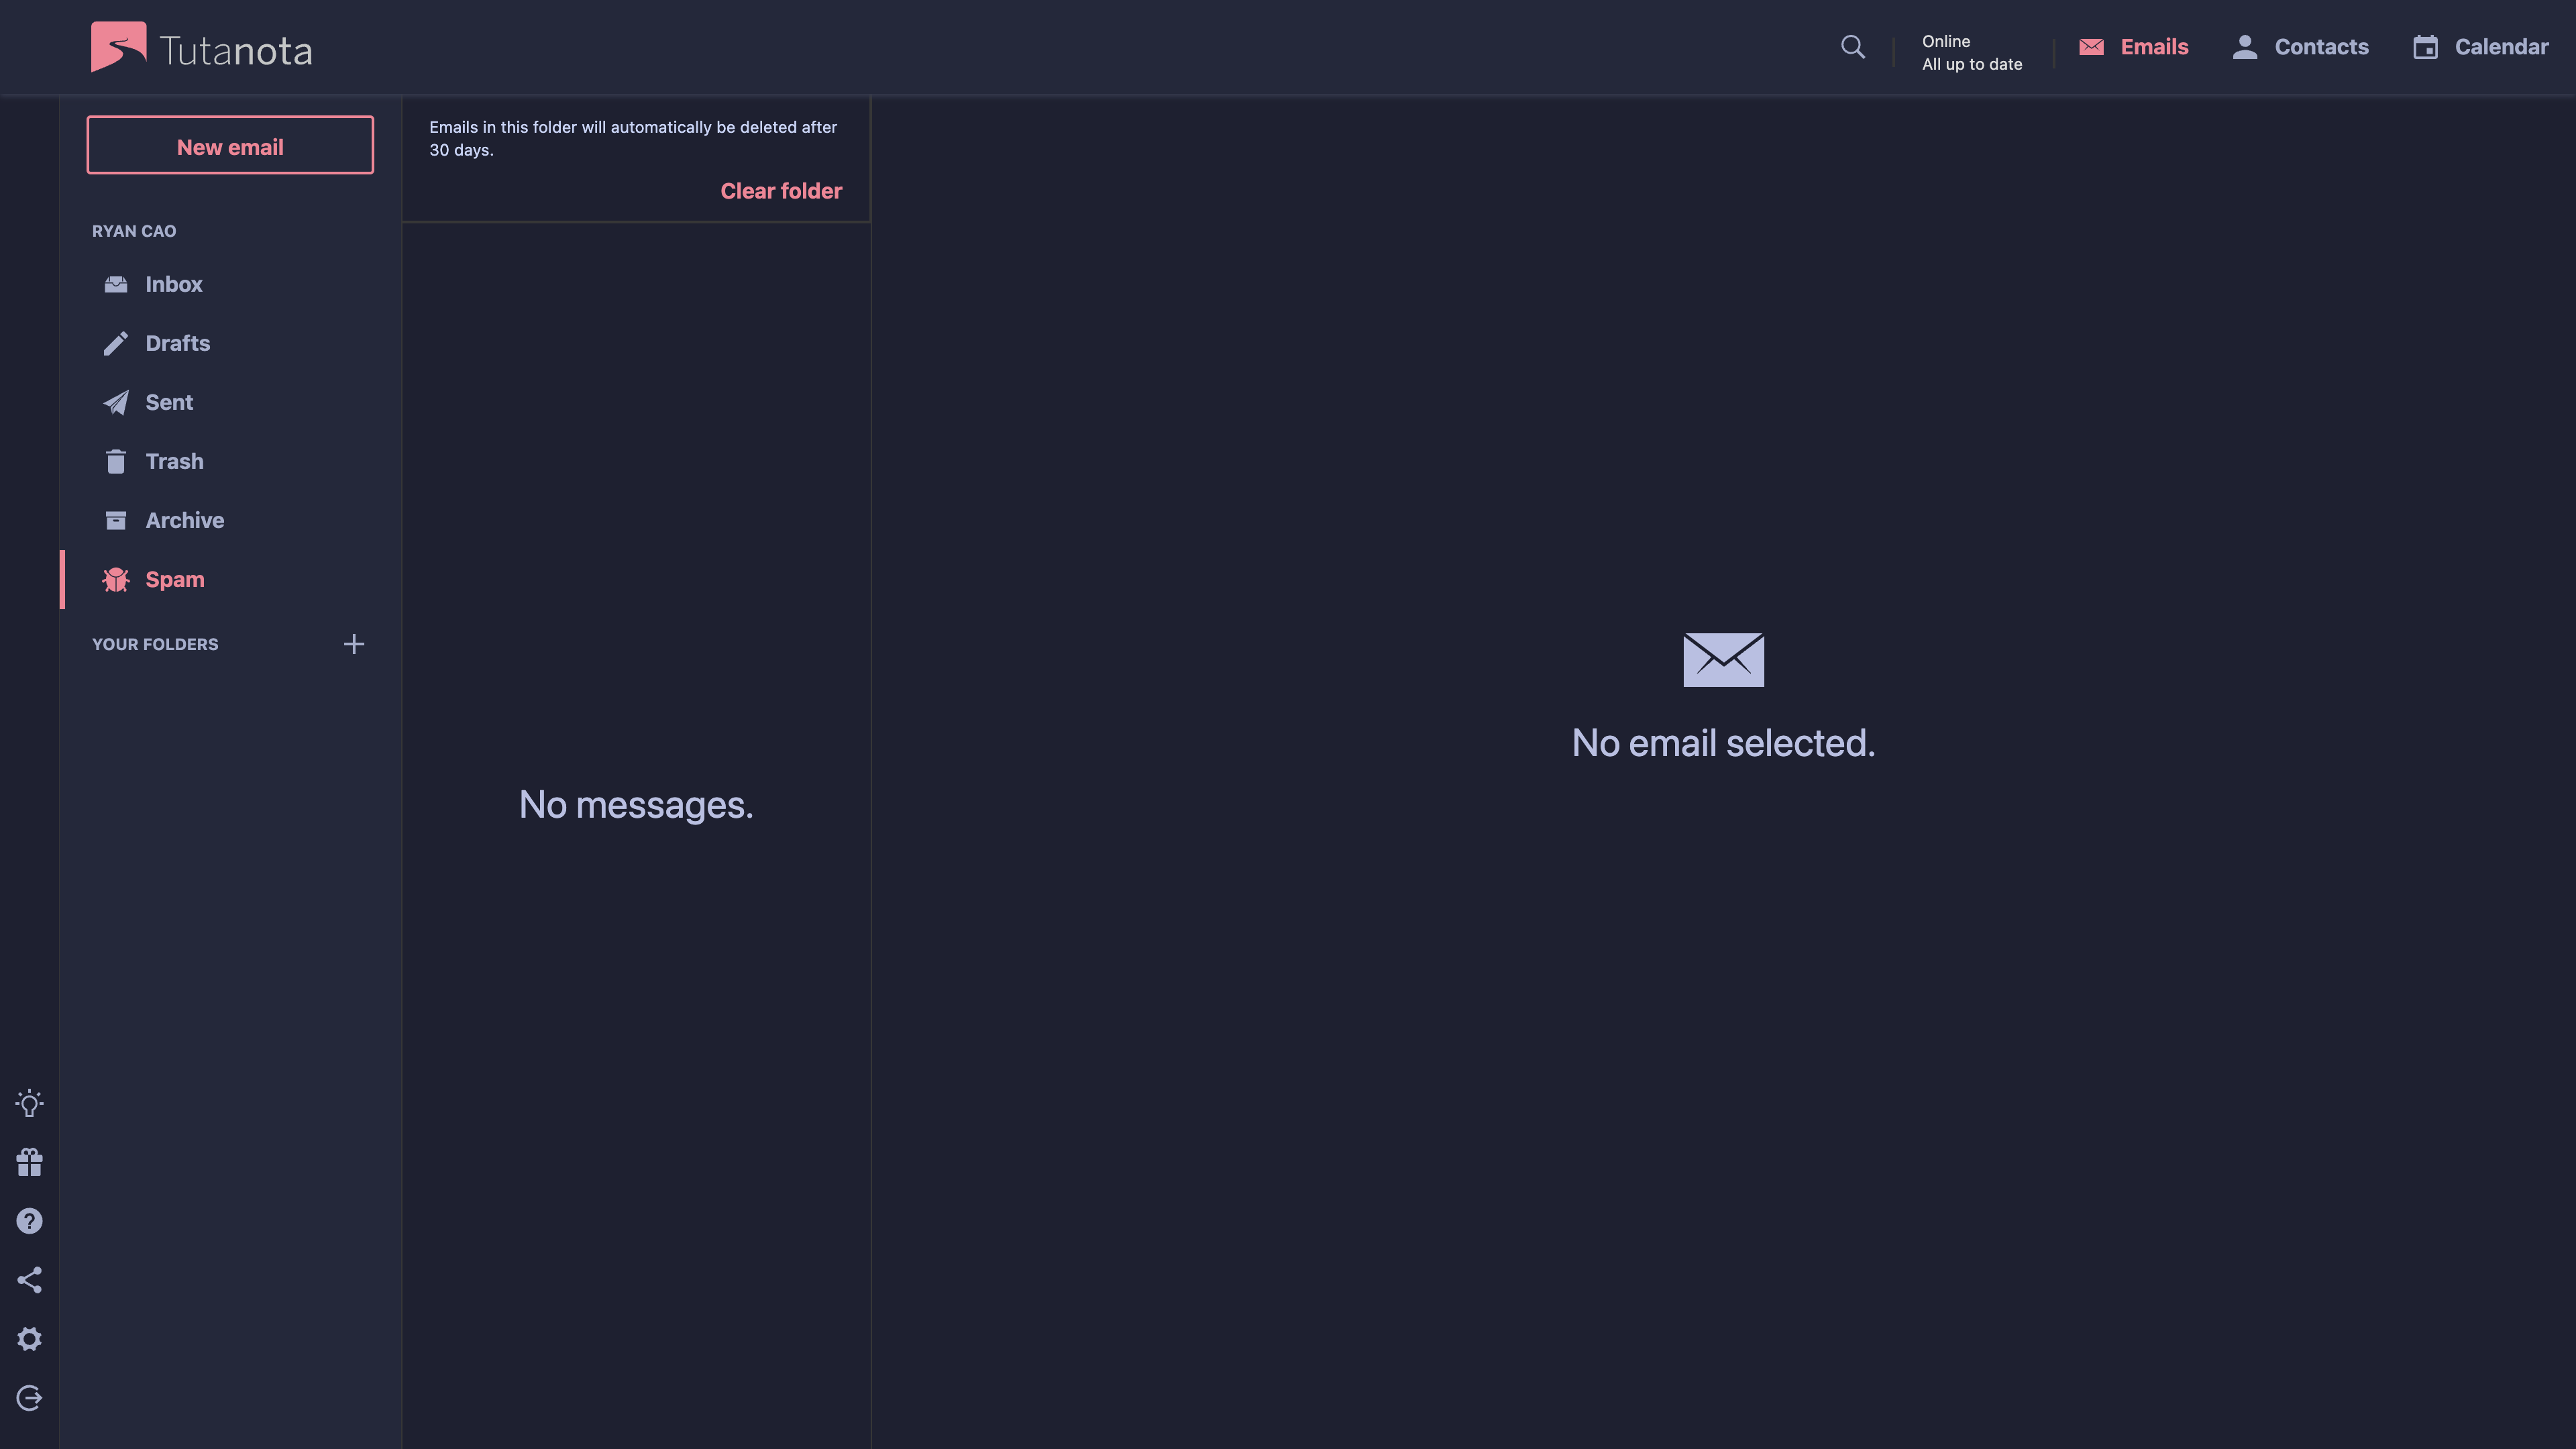 Tutanota
Online
All up to date
Emails
Contacts
Calendar
New email
RYAN CAO
Inbox
Drafts
Sent
Trash
Archive
Spam
YOUR FOLDERS
Emails in this folder will automatically be deleted after
30 days.
Clear folder
No messages.
No email selected.